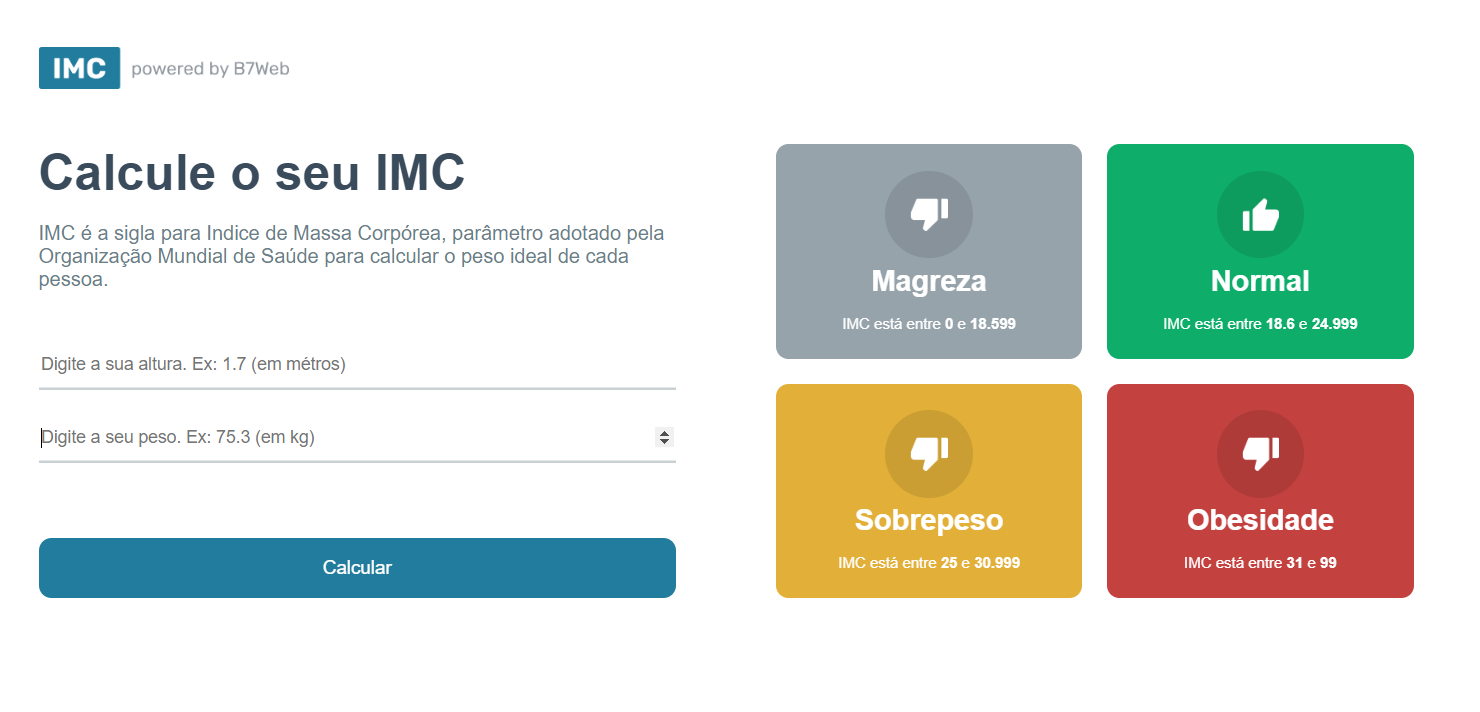 IMC powered by B7Web
Calcule o seu IMC
IMC é a sigla para Indice de Massa Corpórea, parâmetro adotado pela
Organização Mundial de Saúde para calcular o peso ideal de cada
pessoa.
Digite a sua altura. Ex: 1.7 (em métros)
Digite a seu peso. Ex: 75.3 (em kg)
Calcular
Magreza
IMC está entre 0 e 18.599
Normal
IMC está entre 18.6 e 24.999
Sobrepeso
IMC está entre 25 e 30.999
Obesidade
IMC está entre 31 e 99